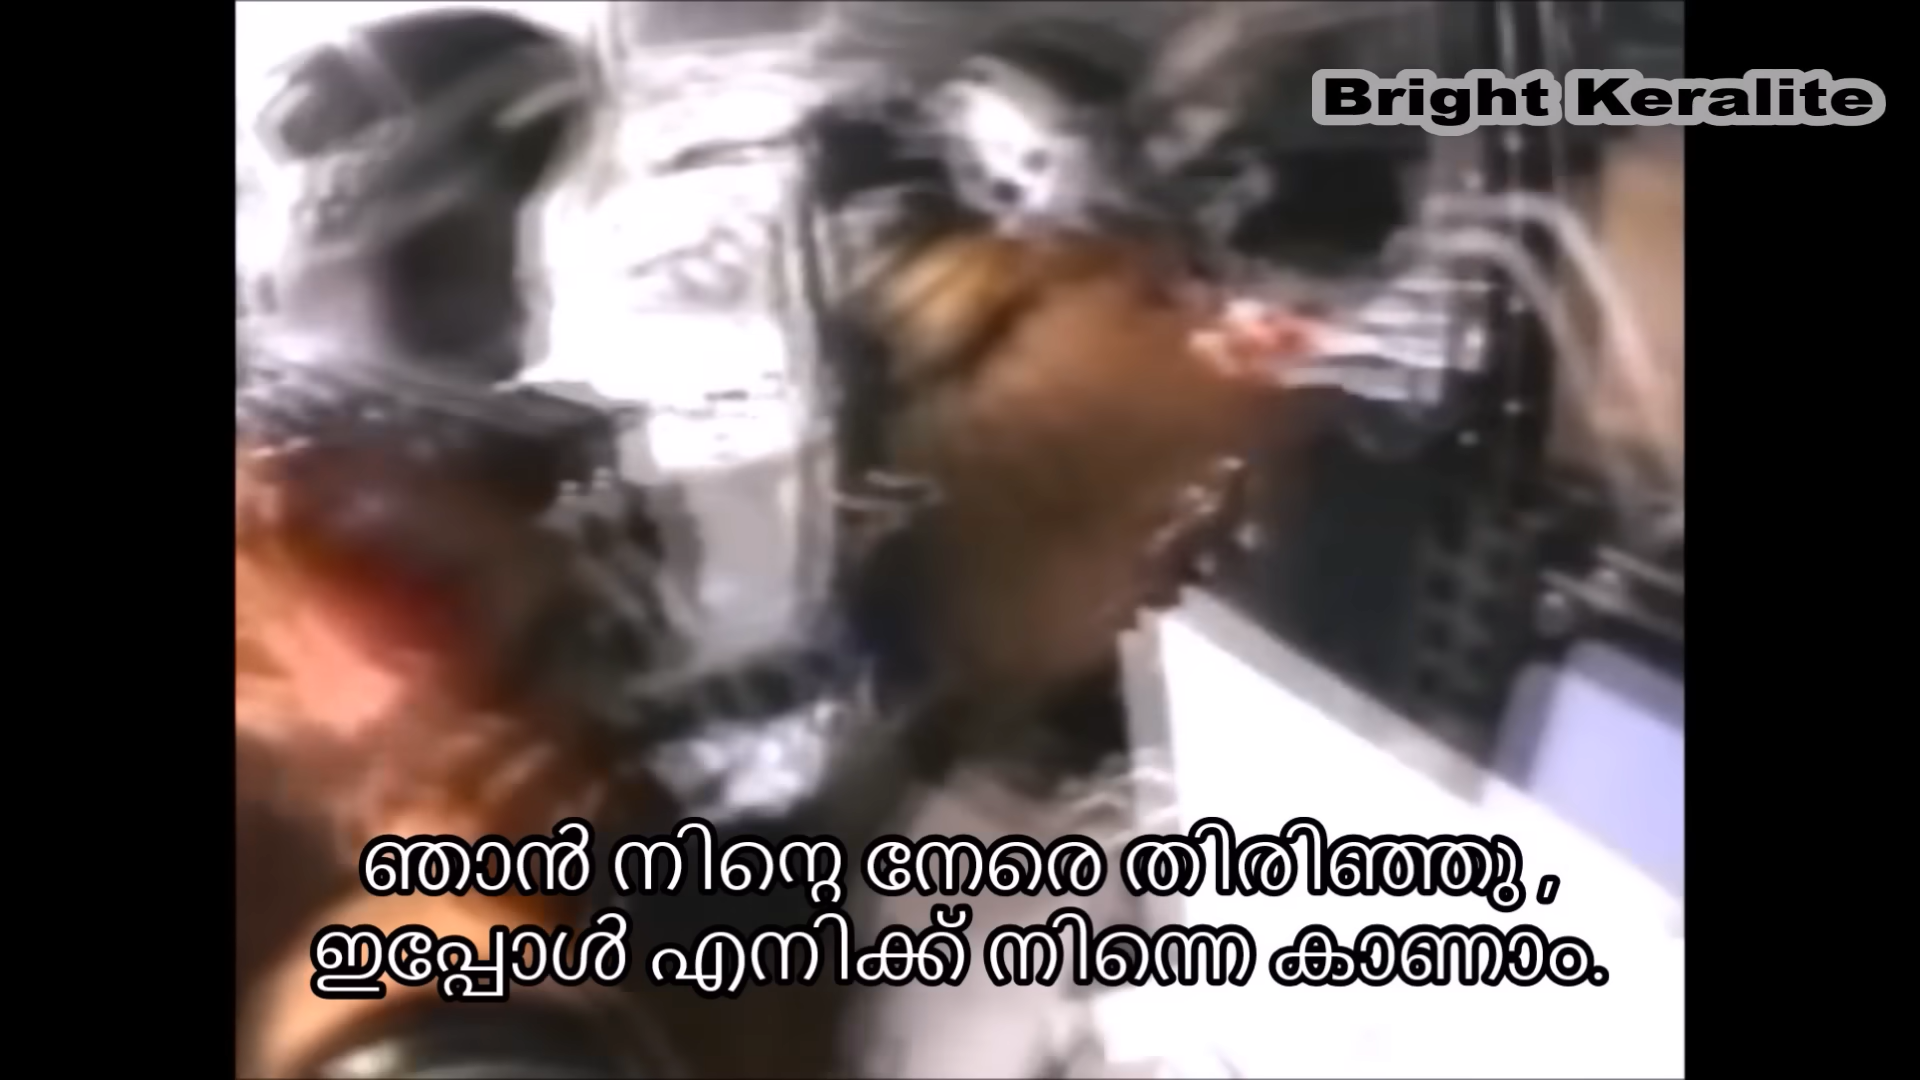 Bright Keralite
ഞാൻ നിന്റെ നേരെ തിരിഞ്ഞു ,
ഇപ്പോൾ എനിക്ക് നിന്നെ കാണാം.